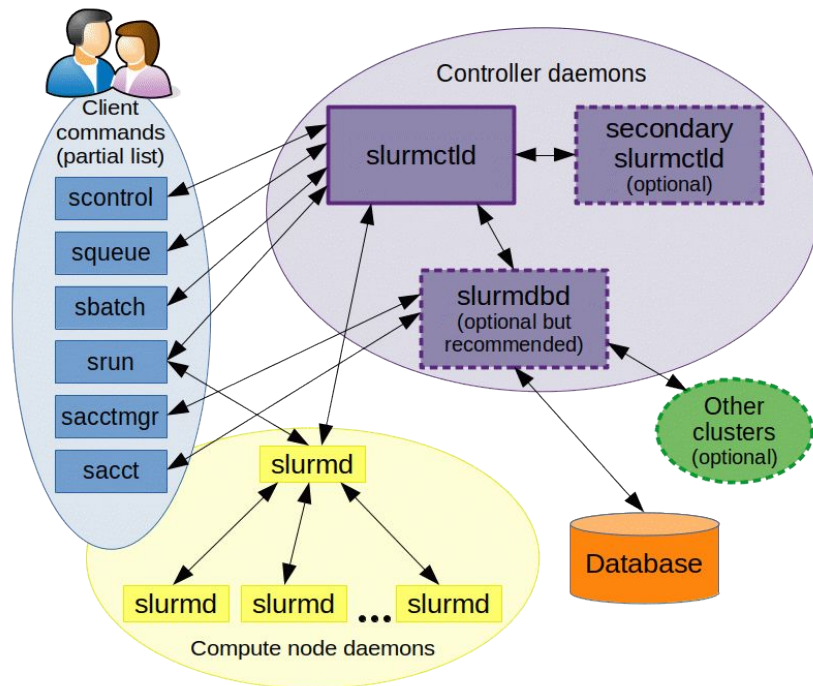 Client
commands
(partial list)
scontrol
squeue
sbatch
srun
sacctmgr
sacct
Controller daemons
slurmctld
secondary
slurmctld
(optional)
slurmdbd
(optional but
recommended)
Other
clusters
(optional)
Database
slurmd
slurmd
slurmd
...
slurmd
Compute node daemons